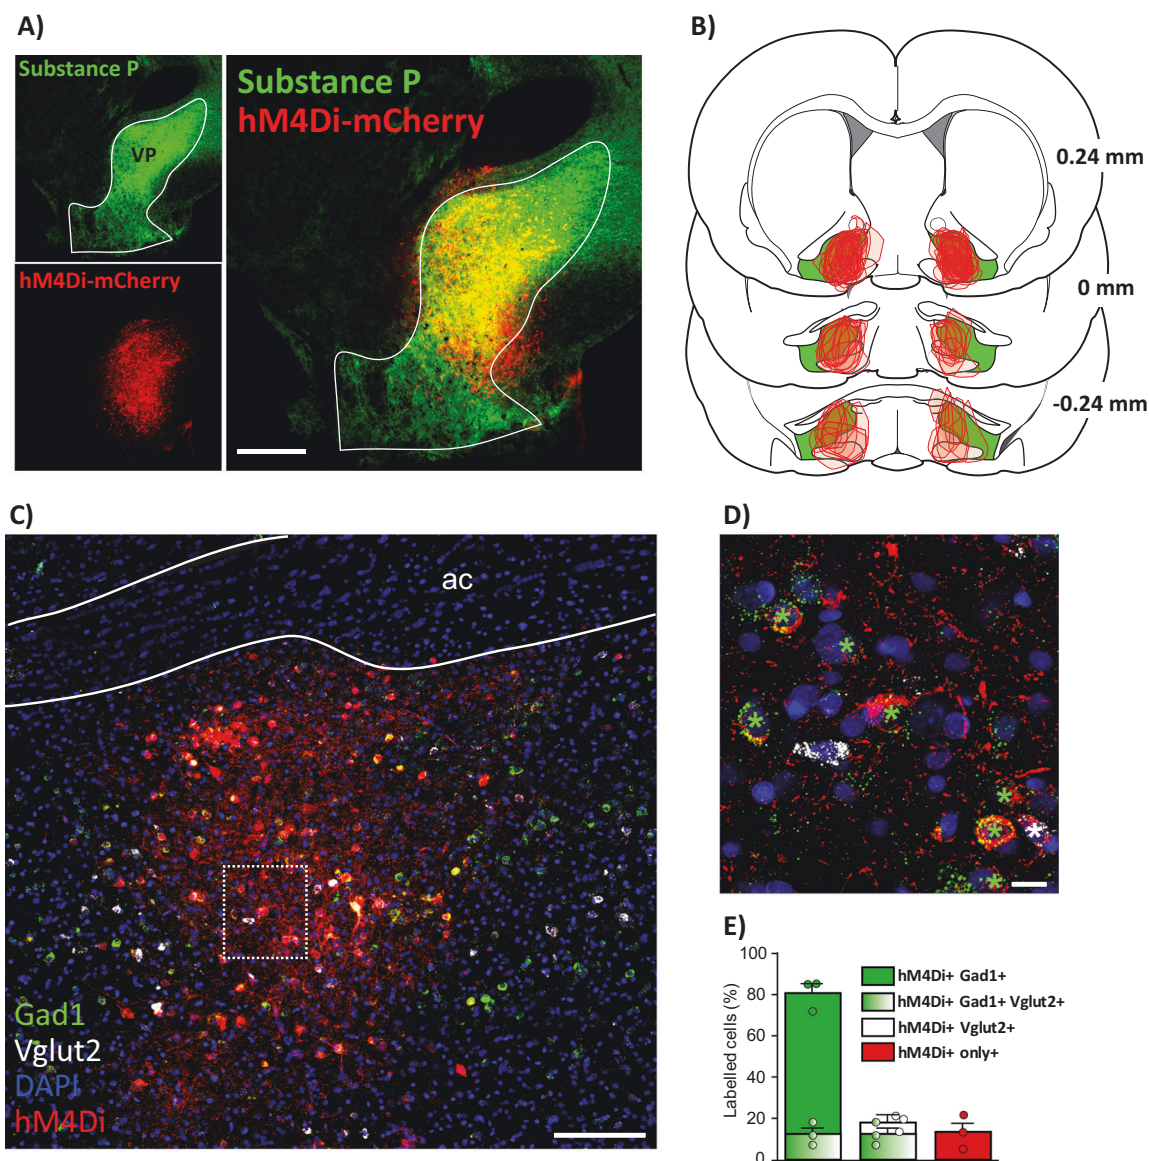 A)
Substance P
VP
hM4Di-mCherry
Substance P
hM4Di-mCherry
B)
0.24 mm
0 mm
-0.24 mm
C)
ac
Gad1
Vglut2
DAPI
hM4Di
D)
*
*
*
*
*
*
*
*
E)
Labelled cells (%)
100
80
60
40
20
0
hM4Di+ Gad1+
hM4Di+ Gad1+ Vglut2+
hM4Di+ Vglut2+
hM4Di+ only+